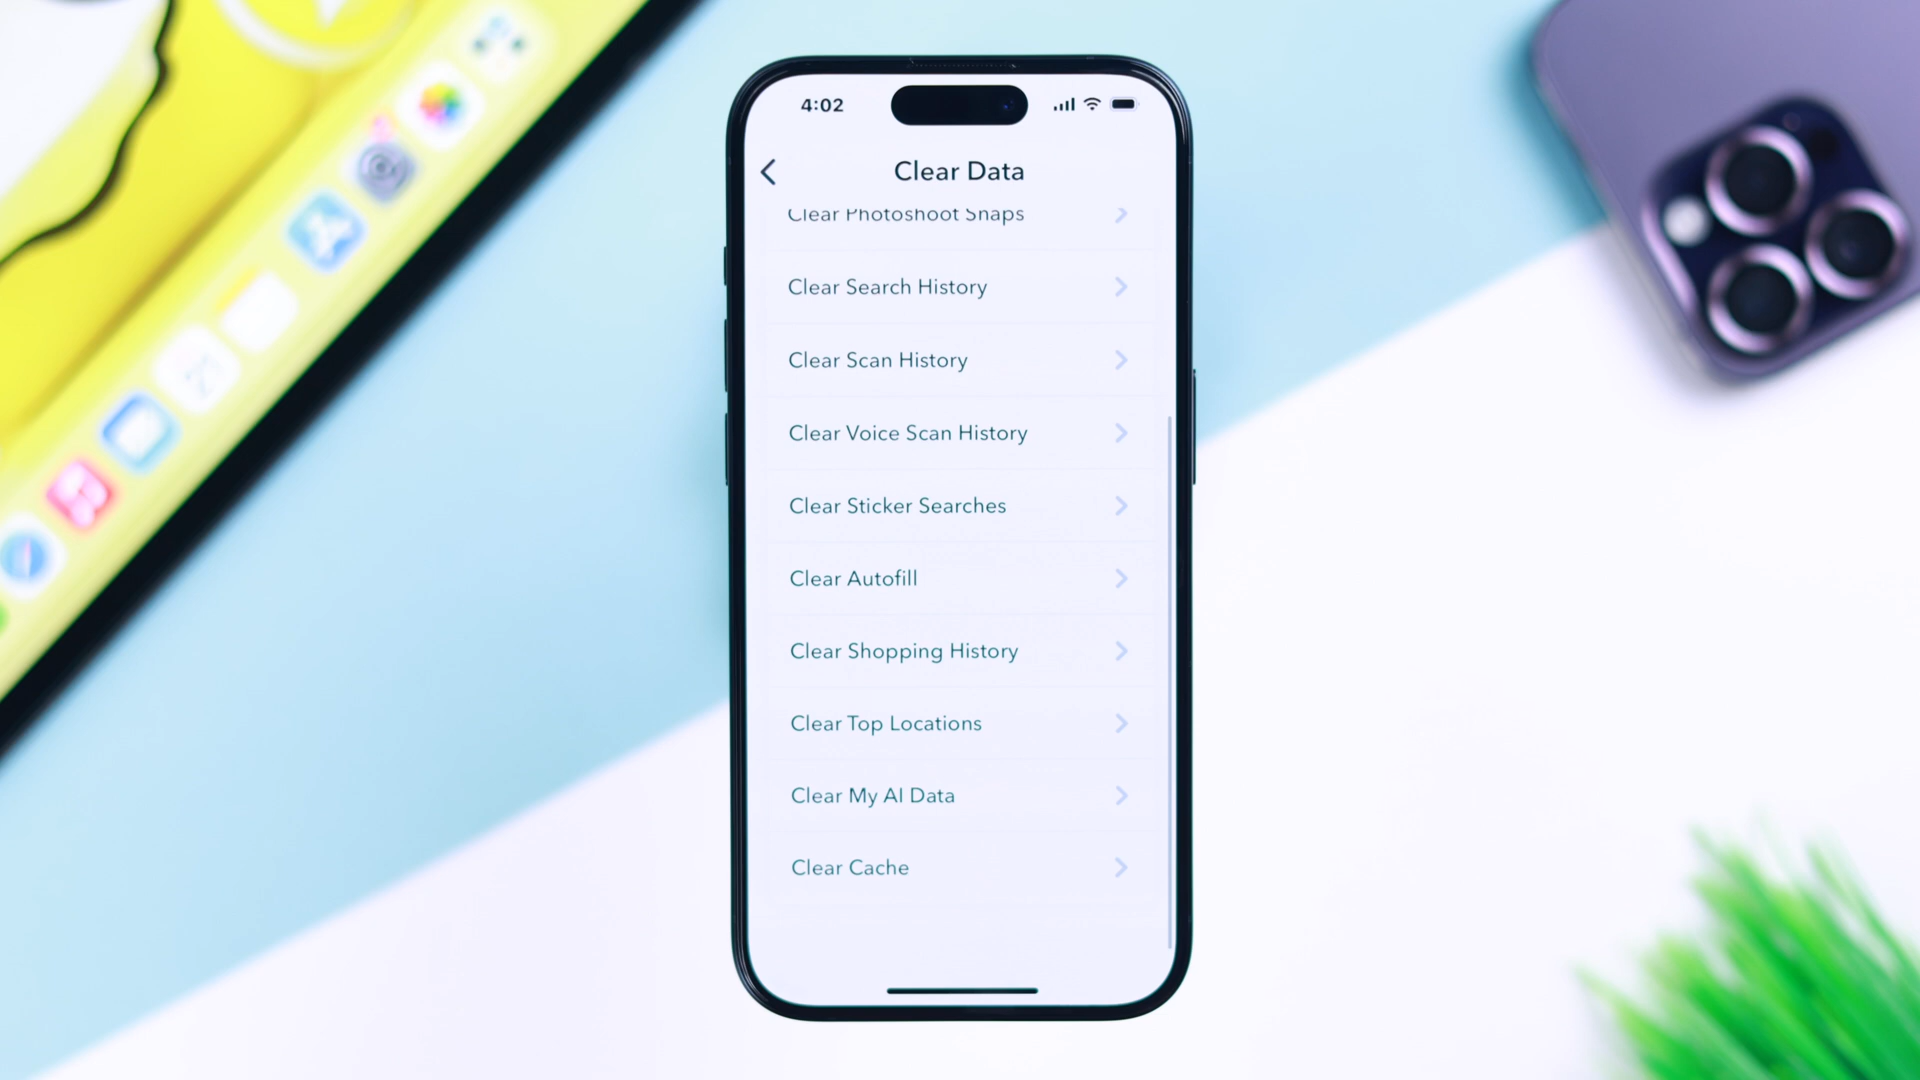 4:02
Clear Data
Clear Photoshoot Snaps
Clear Search History
Clear Scan History
Clear Voice Scan History
Clear Sticker Searches
Clear Autofill
Clear Shopping History
Clear Top Locations
Clear My AI Data
Clear Cache